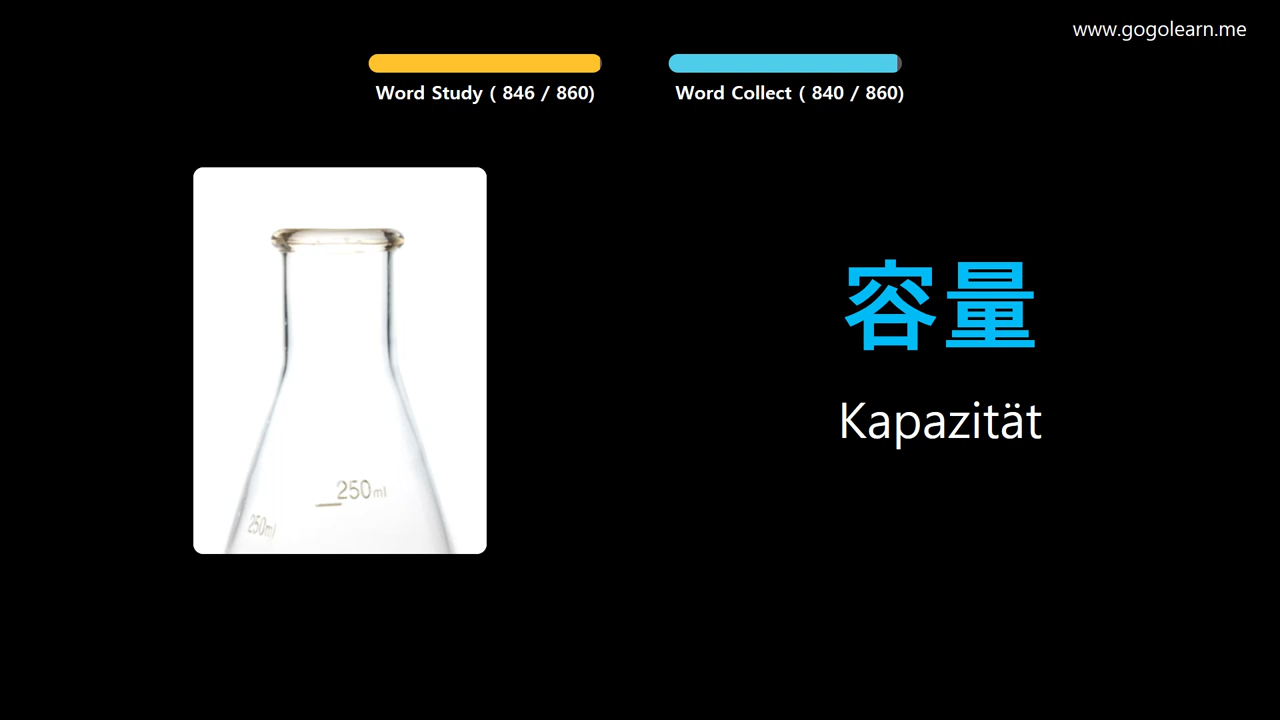 www.gogolearn.me
Word Study ( 846 / 860)
Word Collect ( 840 / 860)
容量
Kapazität
250ml
250ml